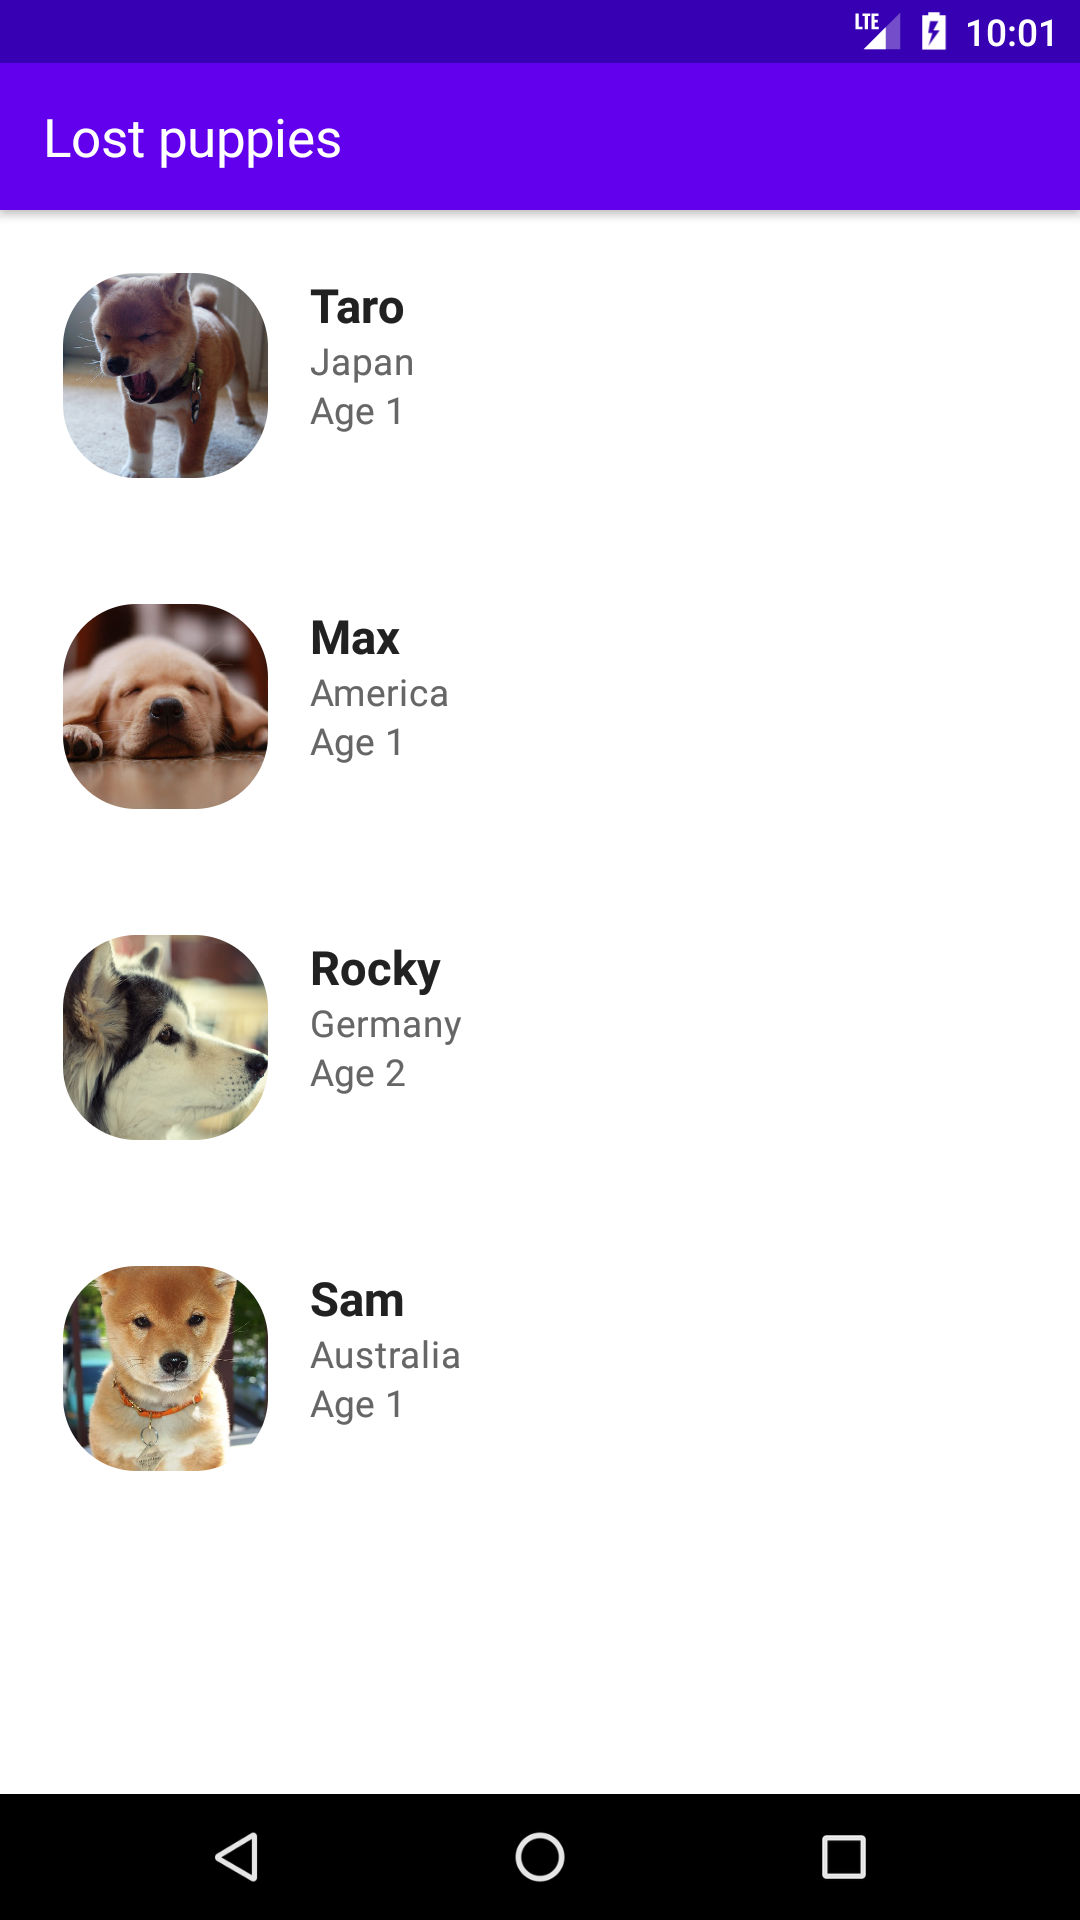 LTE 10:01
Lost puppies
Taro
Japan
Age 1
Max
America
Age 1
Rocky
Germany
Age 2
Sam
Australia
Age 1